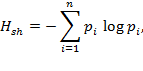 H_{sh} = -\sum_{i=1}^{n} p_i \log p_i,